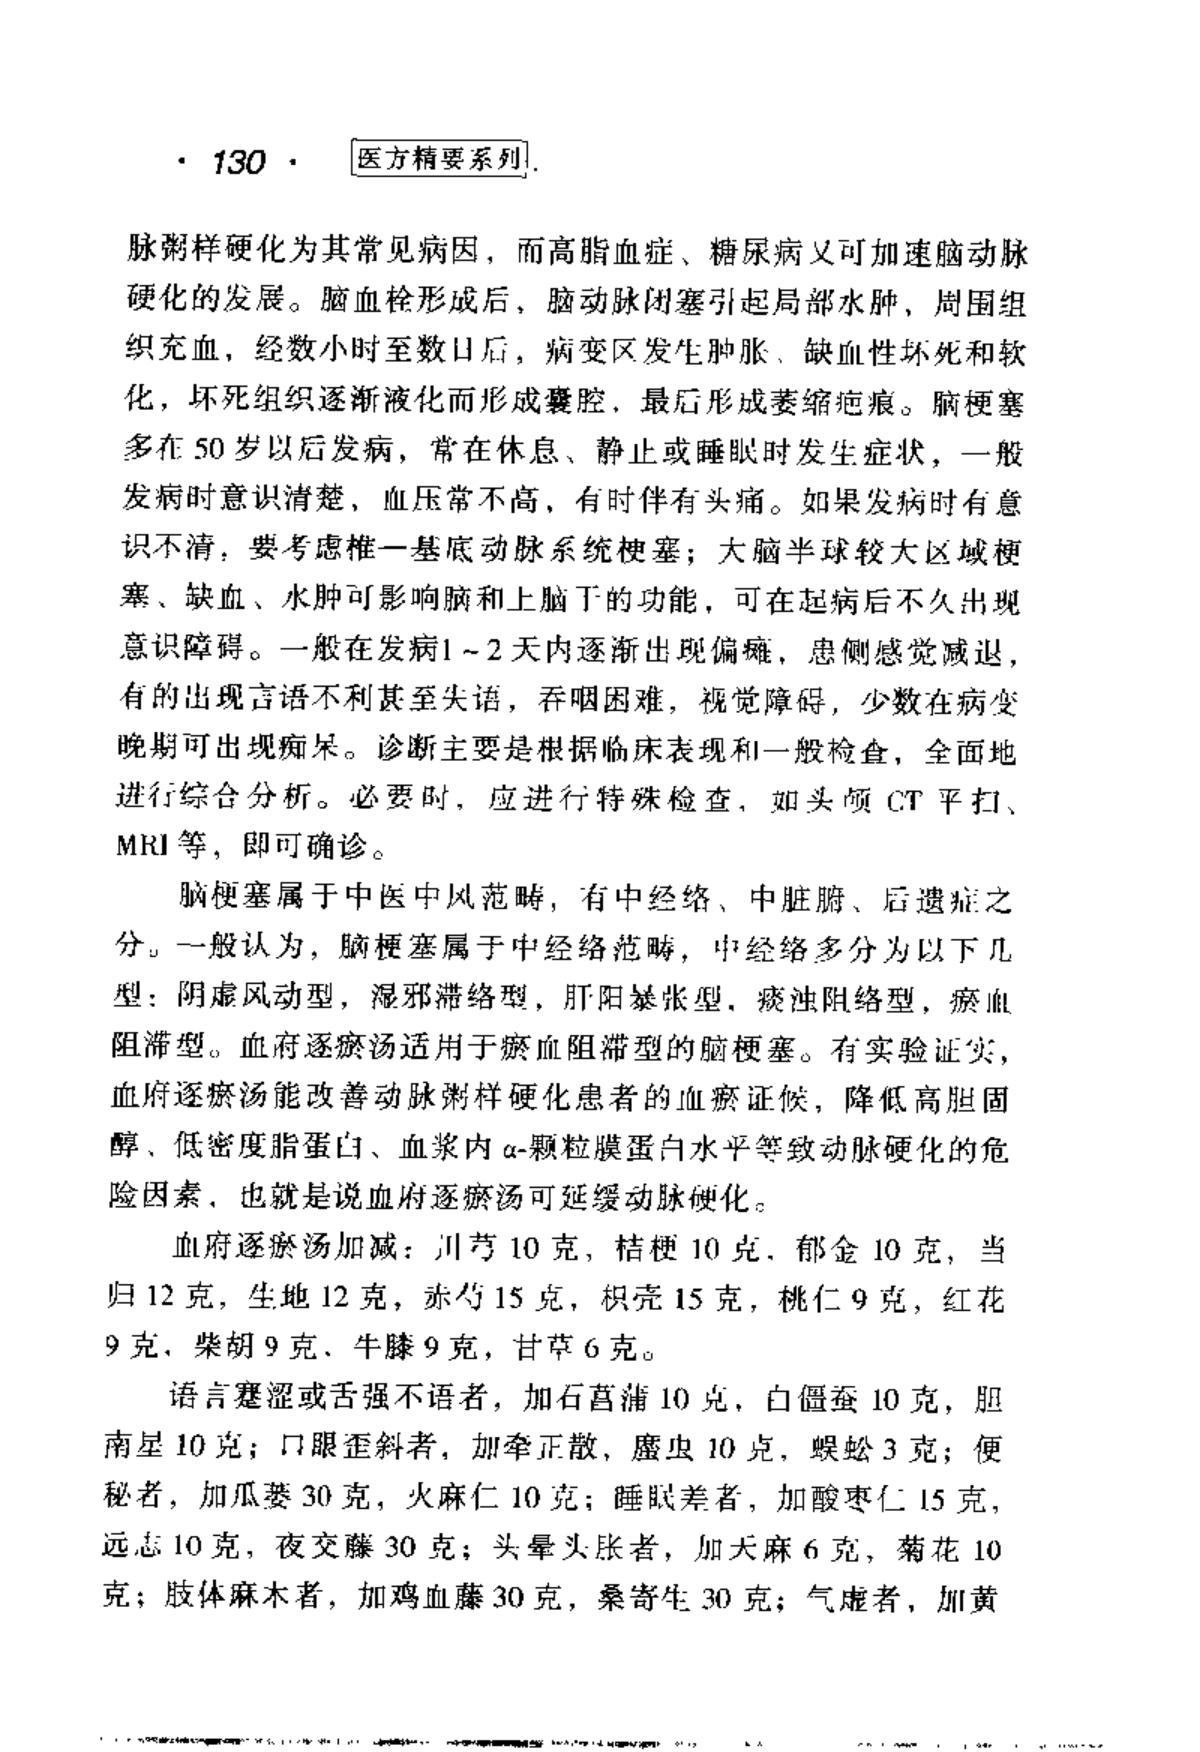 · 130 · 医方精要系列
脉粥样硬化为其常见病因，而高脂血症、糖尿病又可加速脑动脉
硬化的发展。脑血栓形成后，脑动脉闭塞引起局部水肿，周围组
织充血，经数小时至数日后，病变区发生肿胀、缺血性坏死和软
化，坏死组织逐渐液化而形成囊腔，最后形成萎缩疤痕。脑梗塞
多在 50 岁以后发病，常在休息、静止或睡眠时发生症状，一般
发病时意识清楚，血压常不高，有时伴有头痛。如果发病时有意
识不清，要考虑椎—基底动脉系统梗塞；大脑半球较大区域梗
塞、缺血、水肿可影响脑和上脑干的功能，可在起病后不久出现
意识障碍。一般在发病1～2 天内逐渐出现偏瘫，患侧感觉减退，
有的出现言语不利甚至失语，吞咽困难，视觉障碍，少数在病变
晚期可出现痴呆。诊断主要是根据临床表现和一般检查，全面地
进行综合分析。必要时，应进行特殊检查，如头颅 CT 平扫、
MRI 等，即可确诊。
脑梗塞属于中医中风范畴，有中经络、中脏腑、后遗症之
分。一般认为，脑梗塞属于中经络范畴，中经络多分为以下几
型：阴虚风动型，湿邪滞络型，肝阳暴张型，痰浊阻络型，瘀血
阻滞型。血府逐瘀汤适用于瘀血阻滞型的脑梗塞。有实验证实，
血府逐瘀汤能改善动脉粥样硬化患者的血瘀证候，降低高胆固
醇、低密度脂蛋白、血浆内 α-颗粒膜蛋白水平等致动脉硬化的危
险因素，也就是说血府逐瘀汤可延缓动脉硬化。
血府逐瘀汤加减：川芎 10 克，桔梗 10 克，郁金 10 克，当
归 12 克，生地 12 克，赤芍 15 克，枳壳 15 克，桃仁 9 克，红花
9 克，柴胡 9 克，牛膝 9 克，甘草 6 克。
语言蹇涩或舌强不语者，加石菖蒲 10 克，白僵蚕 10 克，胆
南星 10 克；口眼歪斜者，加牵正散，䗪虫 10 克，蜈蚣 3 克；便
秘者，加瓜蒌 30 克，火麻仁 10 克；睡眠差者，加酸枣仁 15 克，
远志 10 克，夜交藤 30 克；头晕头胀者，加天麻 6 克，菊花 10
克；肢体麻木者，加鸡血藤 30 克，桑寄生 30 克；气虚者，加黄